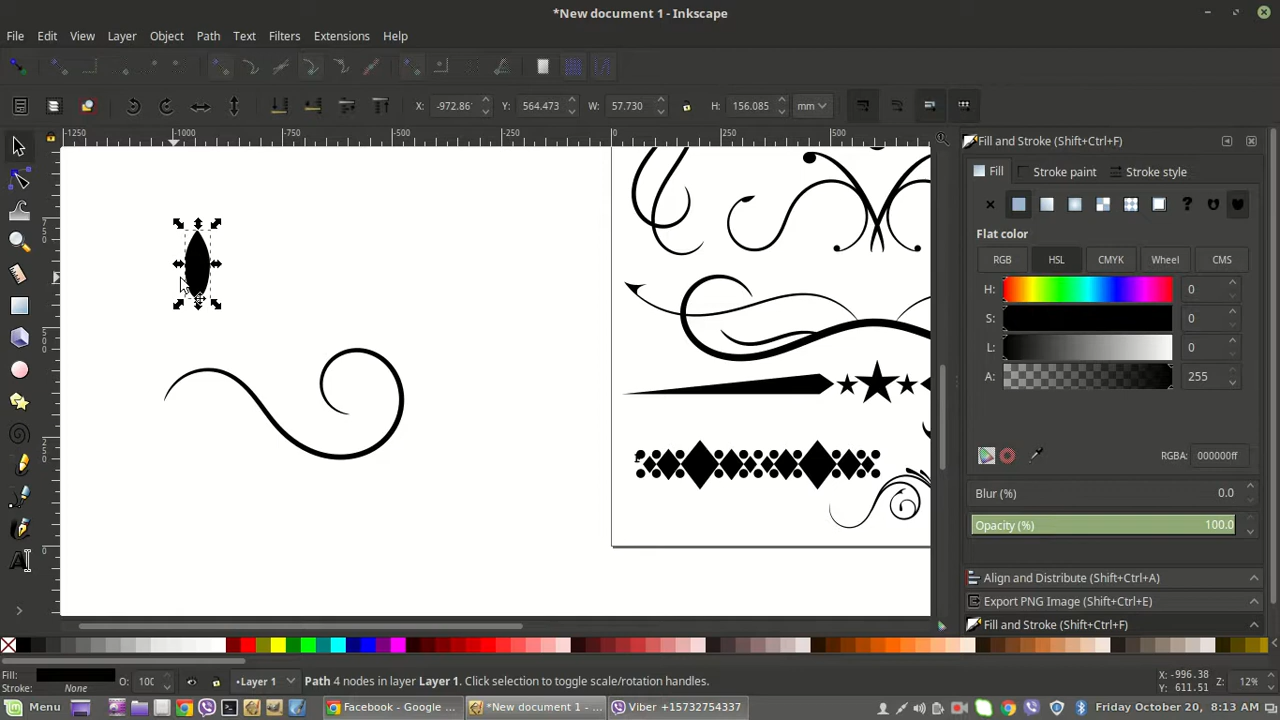 *New document 1 - Inkscape
File Edit View Layer Object Path Text Filters Extensions Help
X: -972.86 Y: 564.473 W: 57.730 H: 156.085 mm
-1250 -1000 -750 -500 -250 0 250 500
Fill and Stroke (Shift+Ctrl+F)
Fill Stroke paint Stroke style
?
Flat color
RGB HSL CMYK Wheel CMS
H: 0
S: 0
L: 0
A: 255
RGBA: 000000ff
Blur (%) 0.0
Opacity (%) 100.0
Align and Distribute (Shift+Ctrl+A)
Export PNG Image (Shift+Ctrl+E)
Fill and Stroke (Shift+Ctrl+F)
Fill: O: 100 •Layer 1 Path 4 nodes in layer Layer 1. Click selection to toggle scale/rotation handles. X: -996.38 Z: 12%
Stroke: None Y: 611.51
Menu Facebook - Google ... *New document 1 - ... Viber +15732754337 Friday October 20, 8:13 AM